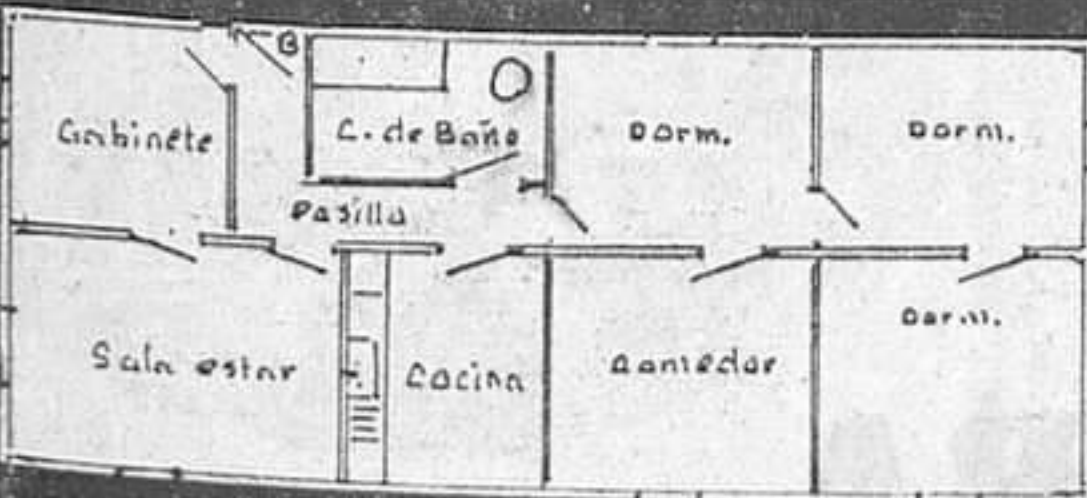 B
Gabinete
C. de Baño
Dorm.
Dorm.
Pasillo
Sala estar
Cocina
Comedor
Dorm.